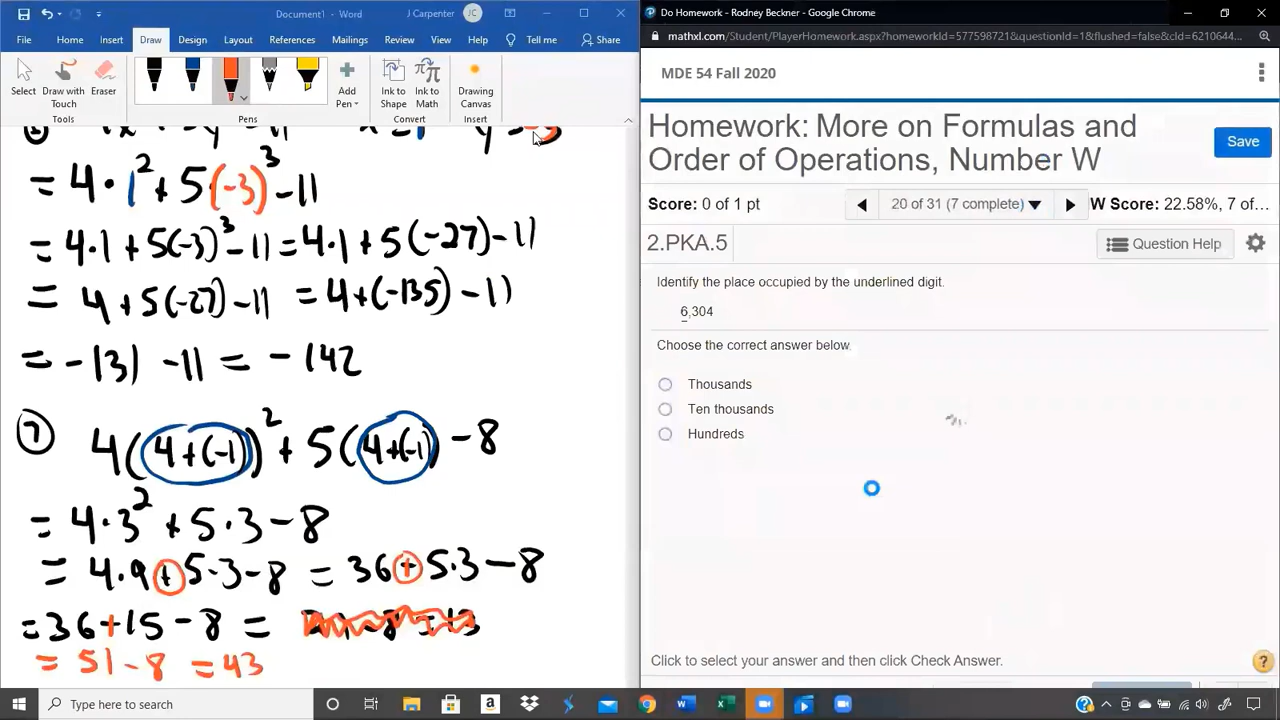 Document1 - Word
J Carpenter
JC
Do Homework - Rodney Beckner - Google Chrome
File Home Insert Draw Design Layout References Mailings Review View Help Tell me Share
mathxl.com/Student/PlayerHomework.aspx?homeworkId=577598721&questionId=1&flushed=false&cId=6210644...
Select
Draw with Touch
Eraser
Add Pen
Ink to Shape
Ink to Math
Drawing Canvas
Tools
Pens
Convert
Insert
= 4 · 1² + 5(-3)³ - 11
= 4·1 + 5(-3)³ - 11 = 4·1 + 5(-27) - 11
= 4 + 5(-27) - 11 = 4 + (-135) - 11
= -131 - 11 = -142
⑦ 4(4+(-1))² + 5(4+(-1)) - 8
= 4·3² + 5·3 - 8
= 4·9 + 5·3 - 8 = 36 + 5·3 - 8
= 36 + 15 - 8 =
= 51 - 8 = 43
MDE 54 Fall 2020
Homework: More on Formulas and
Order of Operations, Number W
Save
Score: 0 of 1 pt
20 of 31 (7 complete)
W Score: 22.58%, 7 of...
2.PKA.5
Question Help
Identify the place occupied by the underlined digit.
6,304
Choose the correct answer below.
Thousands
Ten thousands
Hundreds
Click to select your answer and then click Check Answer.
?
Type here to search